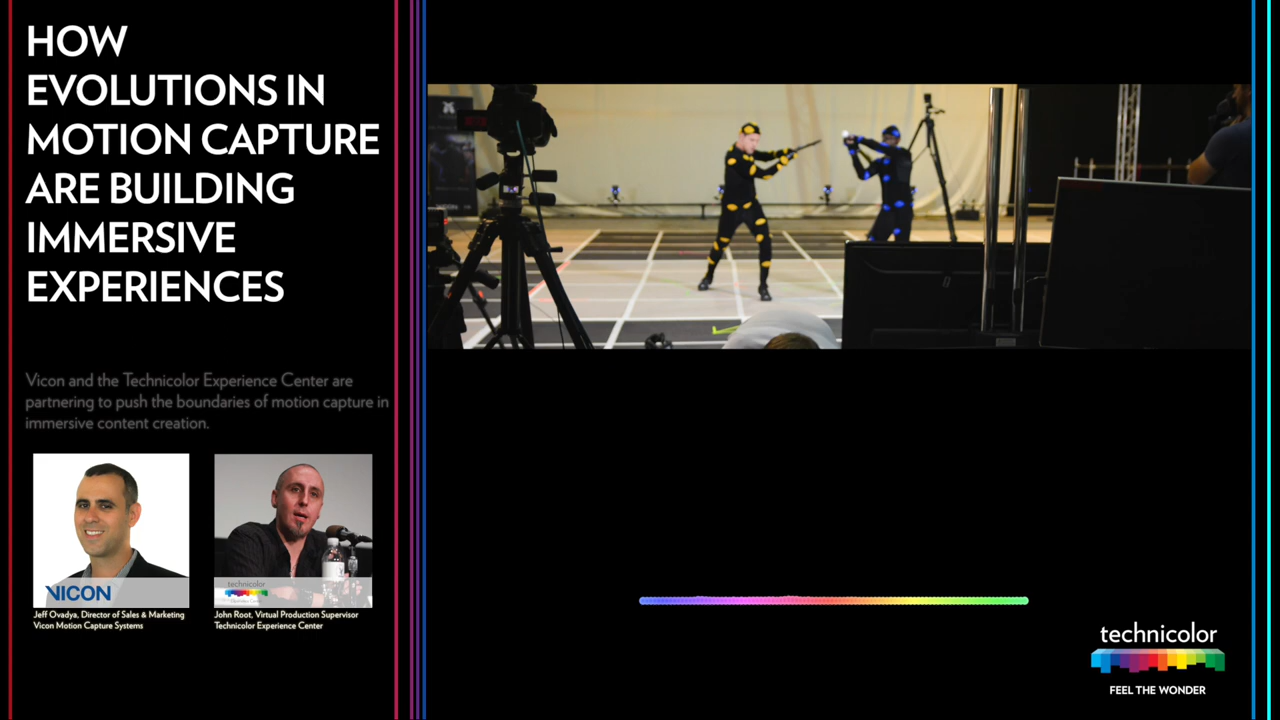 HOW
EVOLUTIONS IN
MOTION CAPTURE
ARE BUILDING
IMMERSIVE
EXPERIENCES
Vicon and the Technicolor Experience Center are
partnering to push the boundaries of motion capture in
immersive content creation.
VICON
technicolor
Jeff Ovadya, Director of Sales & Marketing
Vicon Motion Capture Systems
John Root, Virtual Production Supervisor
Technicolor Experience Center
technicolor
FEEL THE WONDER